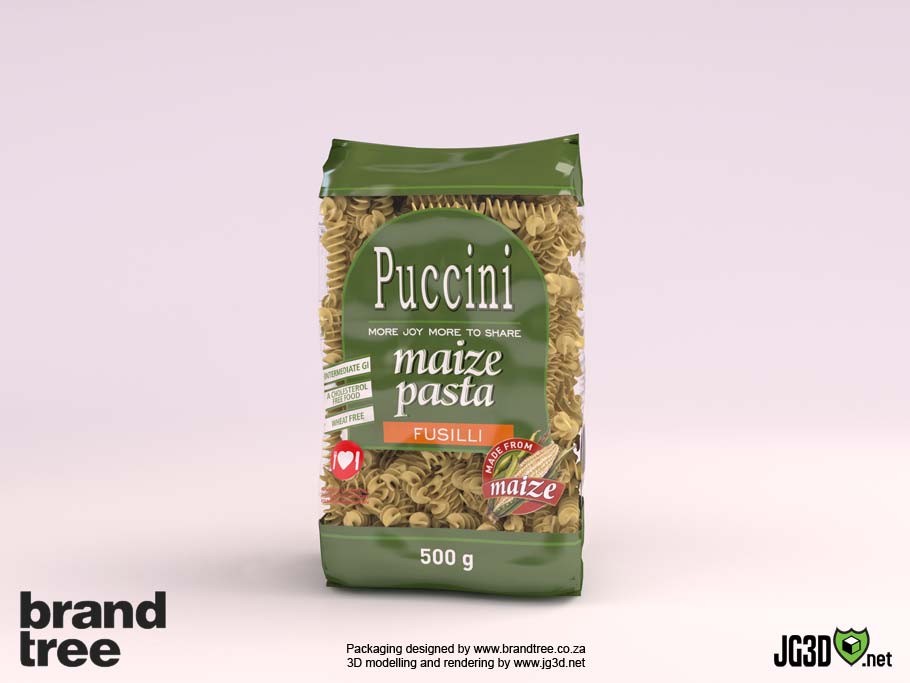 Puccini
MORE JOY MORE TO SHARE
maize
pasta
FUSILLI
INTERMEDIATE GI
A CHOLESTEROL
FREE FOOD
WHEAT FREE
MADE FROM
maize
500 g
brand
tree
Packaging designed by www.brandtree.co.za
3D modelling and rendering by www.jg3d.net
JG3D .net